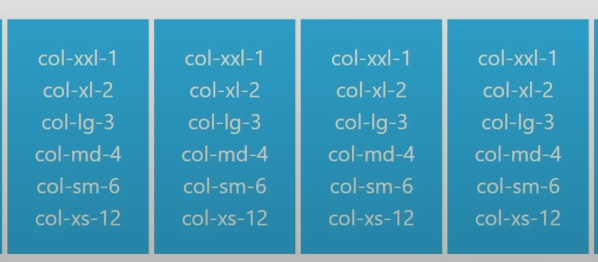 col-xxl-1 col-xxl-1 col-xxl-1 col-xxl-1
col-xl-2 col-xl-2 col-xl-2 col-xl-2
col-lg-3 col-lg-3 col-lg-3 col-lg-3
col-md-4 col-md-4 col-md-4 col-md-4
col-sm-6 col-sm-6 col-sm-6 col-sm-6
col-xs-12 col-xs-12 col-xs-12 col-xs-12